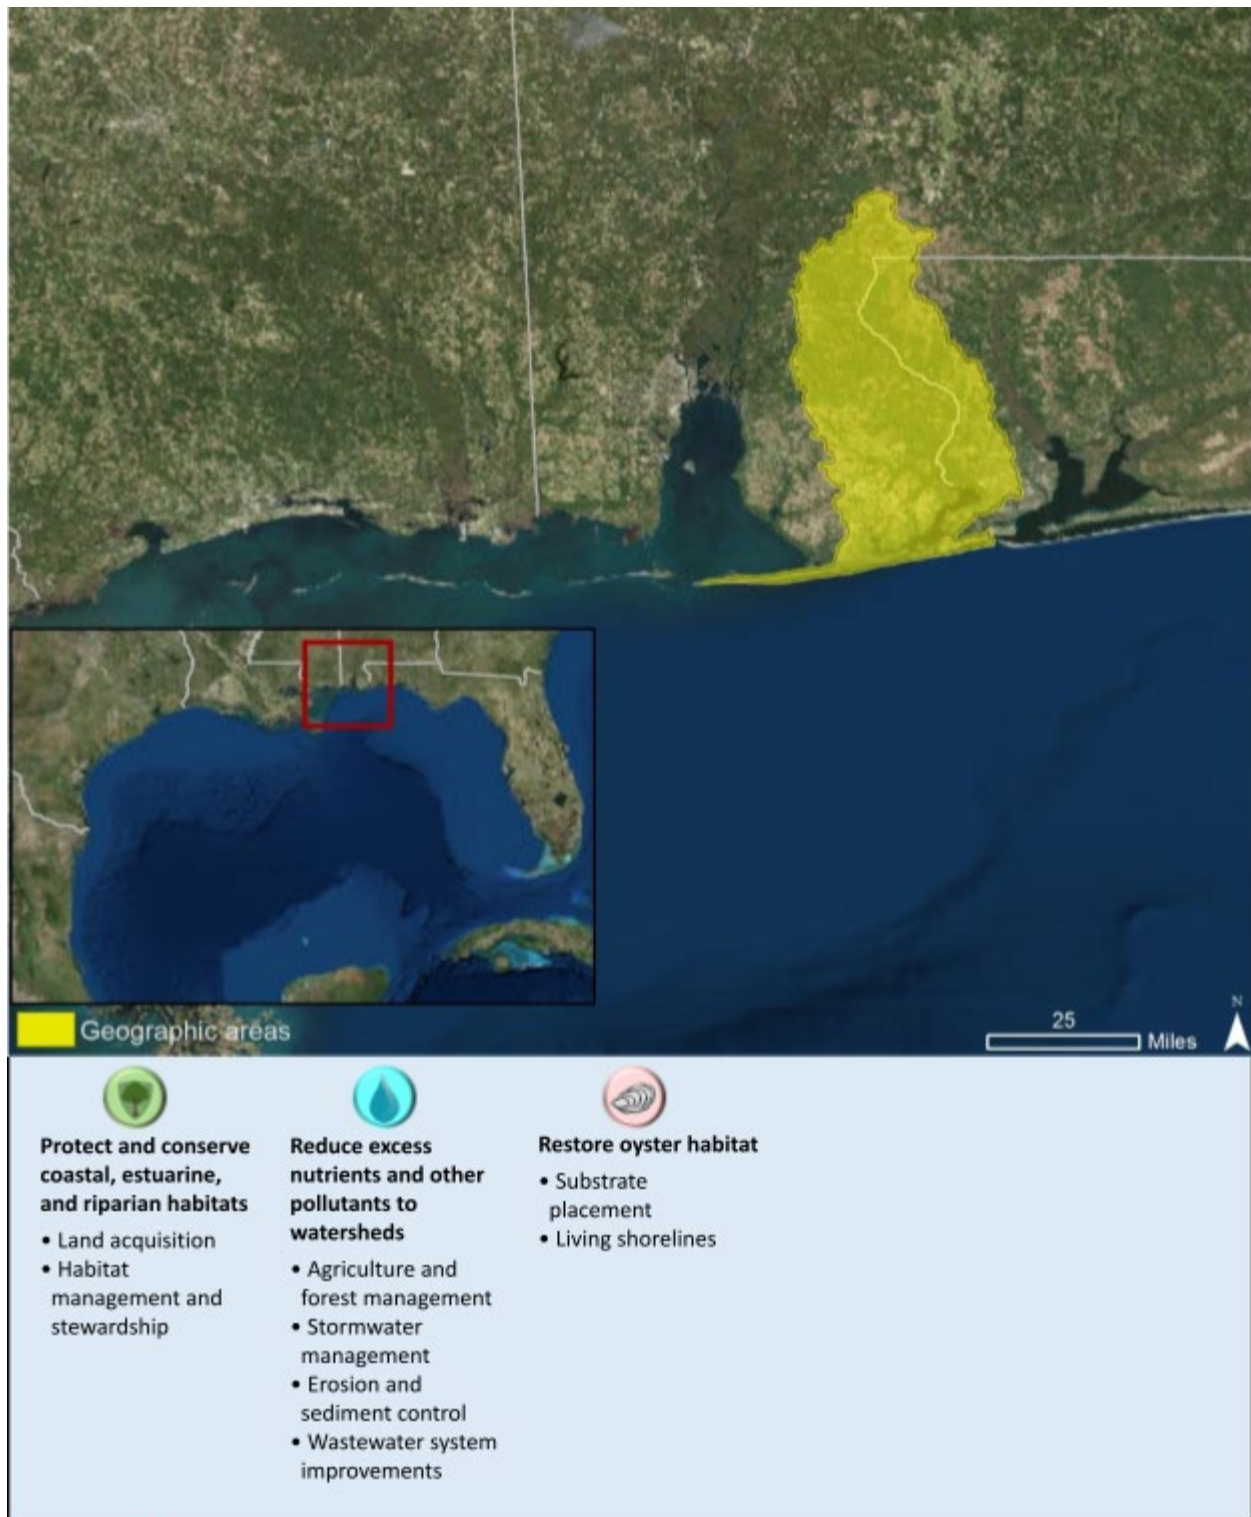 25
N
Miles
Geographic areas
Protect and conserve
coastal, estuarine,
and riparian habitats
• Land acquisition
• Habitat
management and
stewardship
Reduce excess
nutrients and other
pollutants to
watersheds
• Agriculture and
forest management
• Stormwater
management
• Erosion and
sediment control
• Wastewater system
improvements
Restore oyster habitat
• Substrate
placement
• Living shorelines